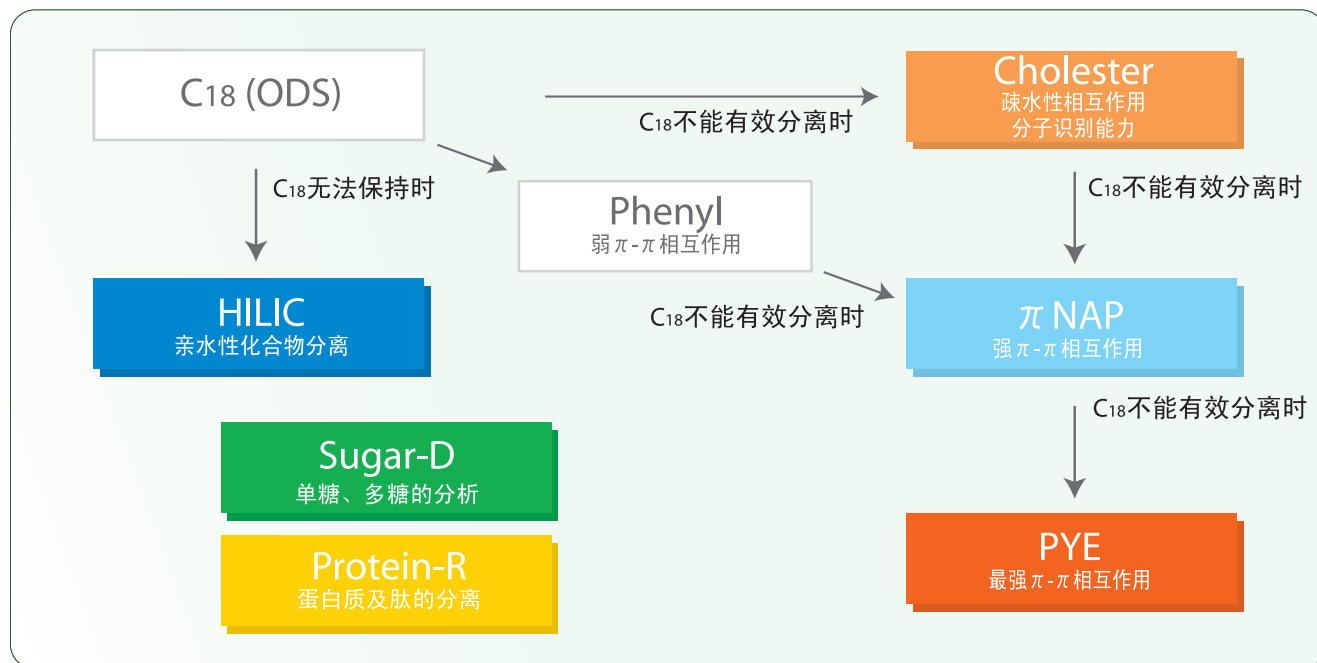 C18 (ODS)
Cholester
疎水性相互作用
分子识别能力
C18不能有效分离时
C18无法保持时
C18不能有效分离时
Phenyl
弱π-π相互作用
HILIC
亲水性化合物分离
C18不能有效分离时
π NAP
强π-π相互作用
C18不能有效分离时
Sugar-D
单糖、多糖的分析
Protein-R
蛋白质及肽的分离
PYE
最强π-π相互作用